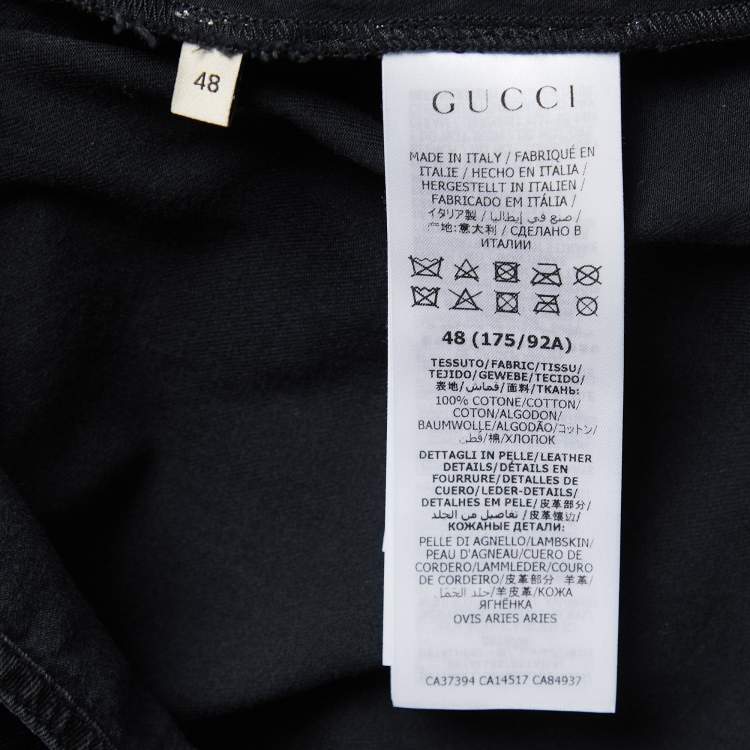 48
GUCCI
MADE IN ITALY / FABRIQUÉ EN
ITALIE / HECHO EN ITALIA /
HERGESTELLT IN ITALIEN /
FABRICADO EM ITÁLIA /
イタリア製 / صنع في إيطاليا /
产地:意大利 / СДЕЛАНО В
ИТАЛИИ
48 (175/92A)
TESSUTO/FABRIC/TISSU/
TEJIDO/GEWEBE/TECIDO/
表地/قماش/面料/ТКАНЬ:
100% COTONE/COTTON/
COTON/ALGODON/
BAUMWOLLE/ALGODÃO/コットン/
قطن/棉/ХЛОПОК
DETTAGLI IN PELLE/LEATHER
DETAILS/DÉTAILS EN
FOURRURE/DETALLES DE
CUERO/LEDER-DETAILS/
DETALHES EM PELE/皮革部分/
تفاصيل من الجلد/皮革镶边/
КОЖАНЫЕ ДЕТАЛИ:
PELLE DI AGNELLO/LAMBSKIN/
PEAU D'AGNEAU/CUERO DE
CORDERO/LAMMLEDER/COURO
DE CORDEIRO/皮革部分 羊革/
جلد الحمَل/羊皮革/КОЖА
ЯГНЁНКА
OVIS ARIES ARIES
CA37394 CA14517 CA84937